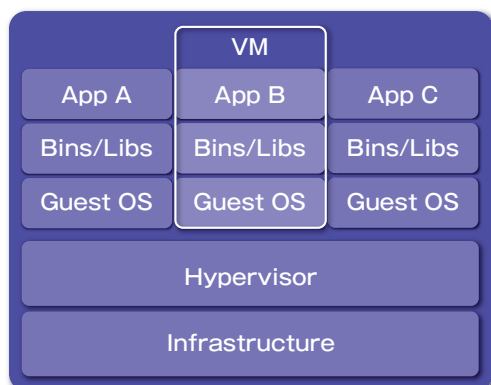 VM
App A App B App C
Bins/Libs Bins/Libs Bins/Libs
Guest OS Guest OS Guest OS
Hypervisor
Infrastructure